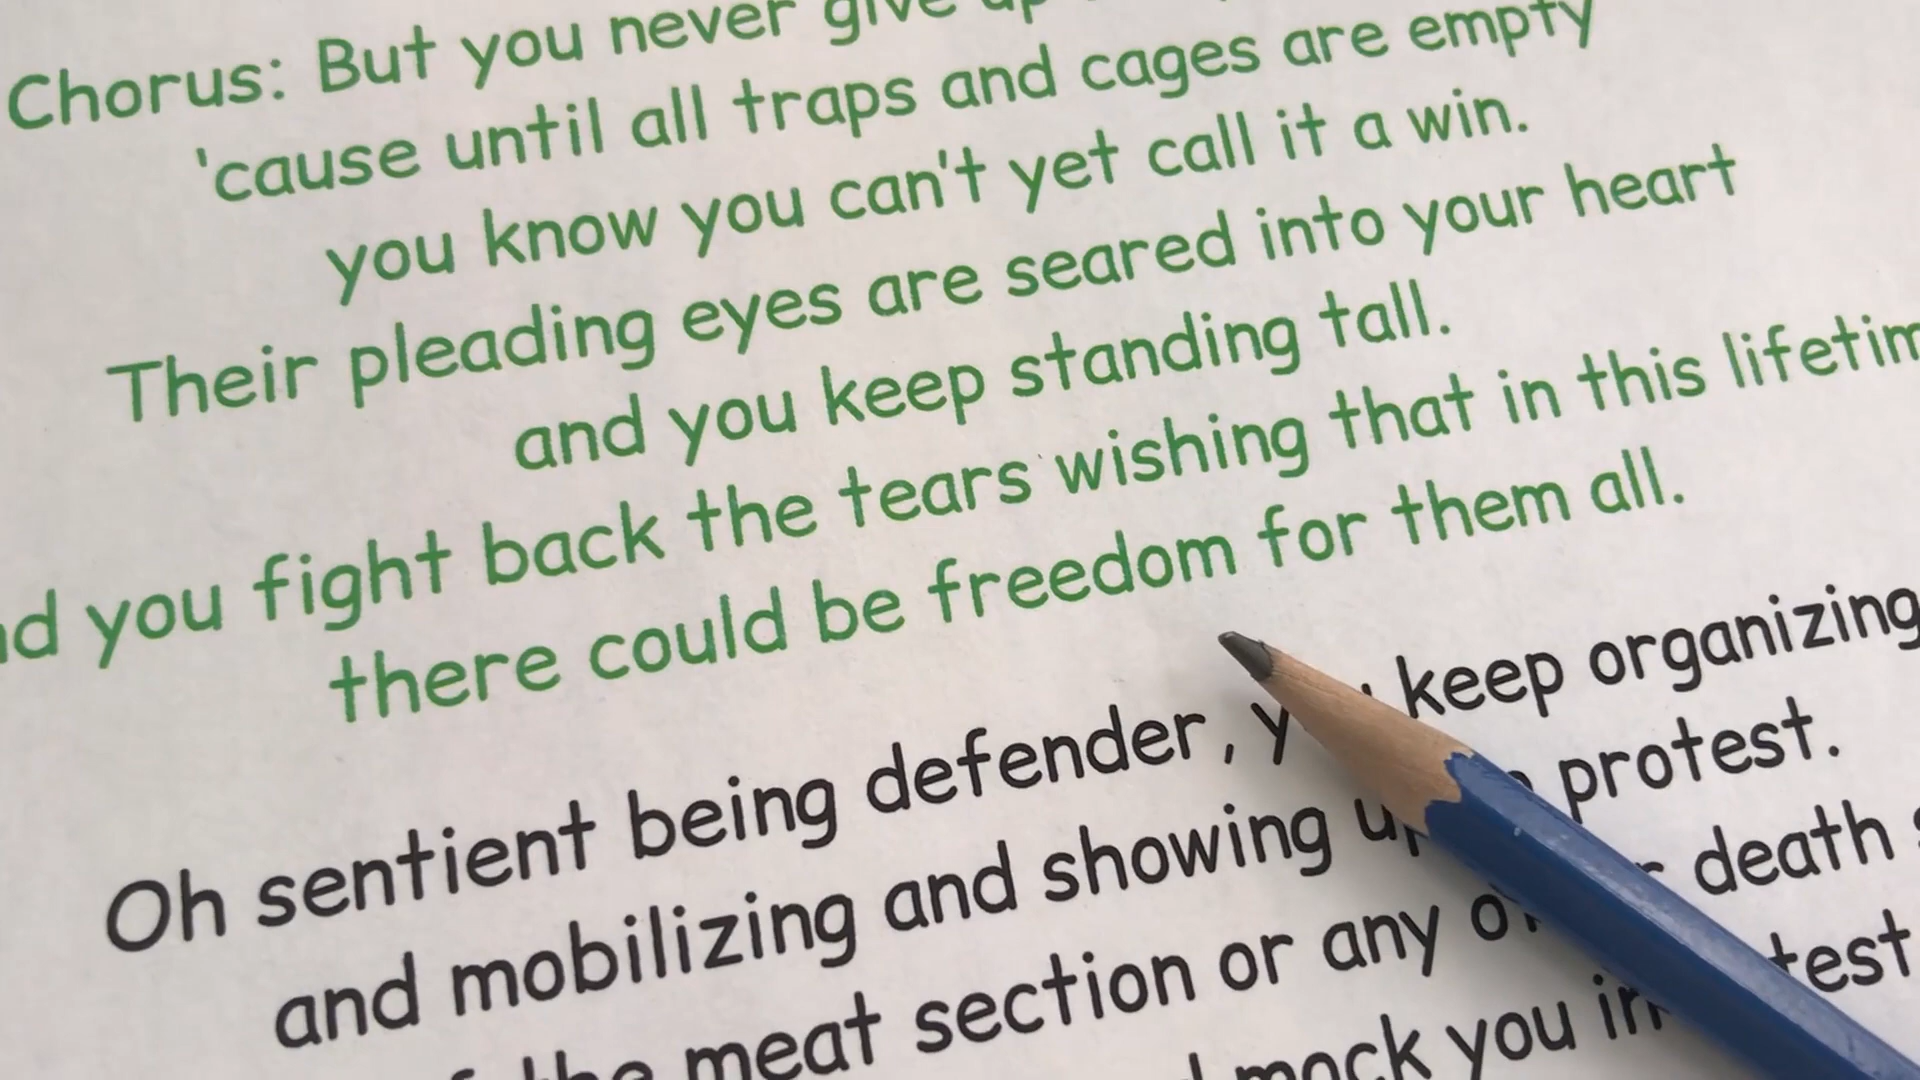 Chorus: But you never give up
'cause until all traps and cages are empty
you know you can't yet call it a win.
Their pleading eyes are seared into your heart
and you keep standing tall.
you fight back the tears wishing that in this
there could be freedom for them all.
Oh sentient being defender, keep organizing
and mobilizing and showing protest.
the meat section or any death
mock you